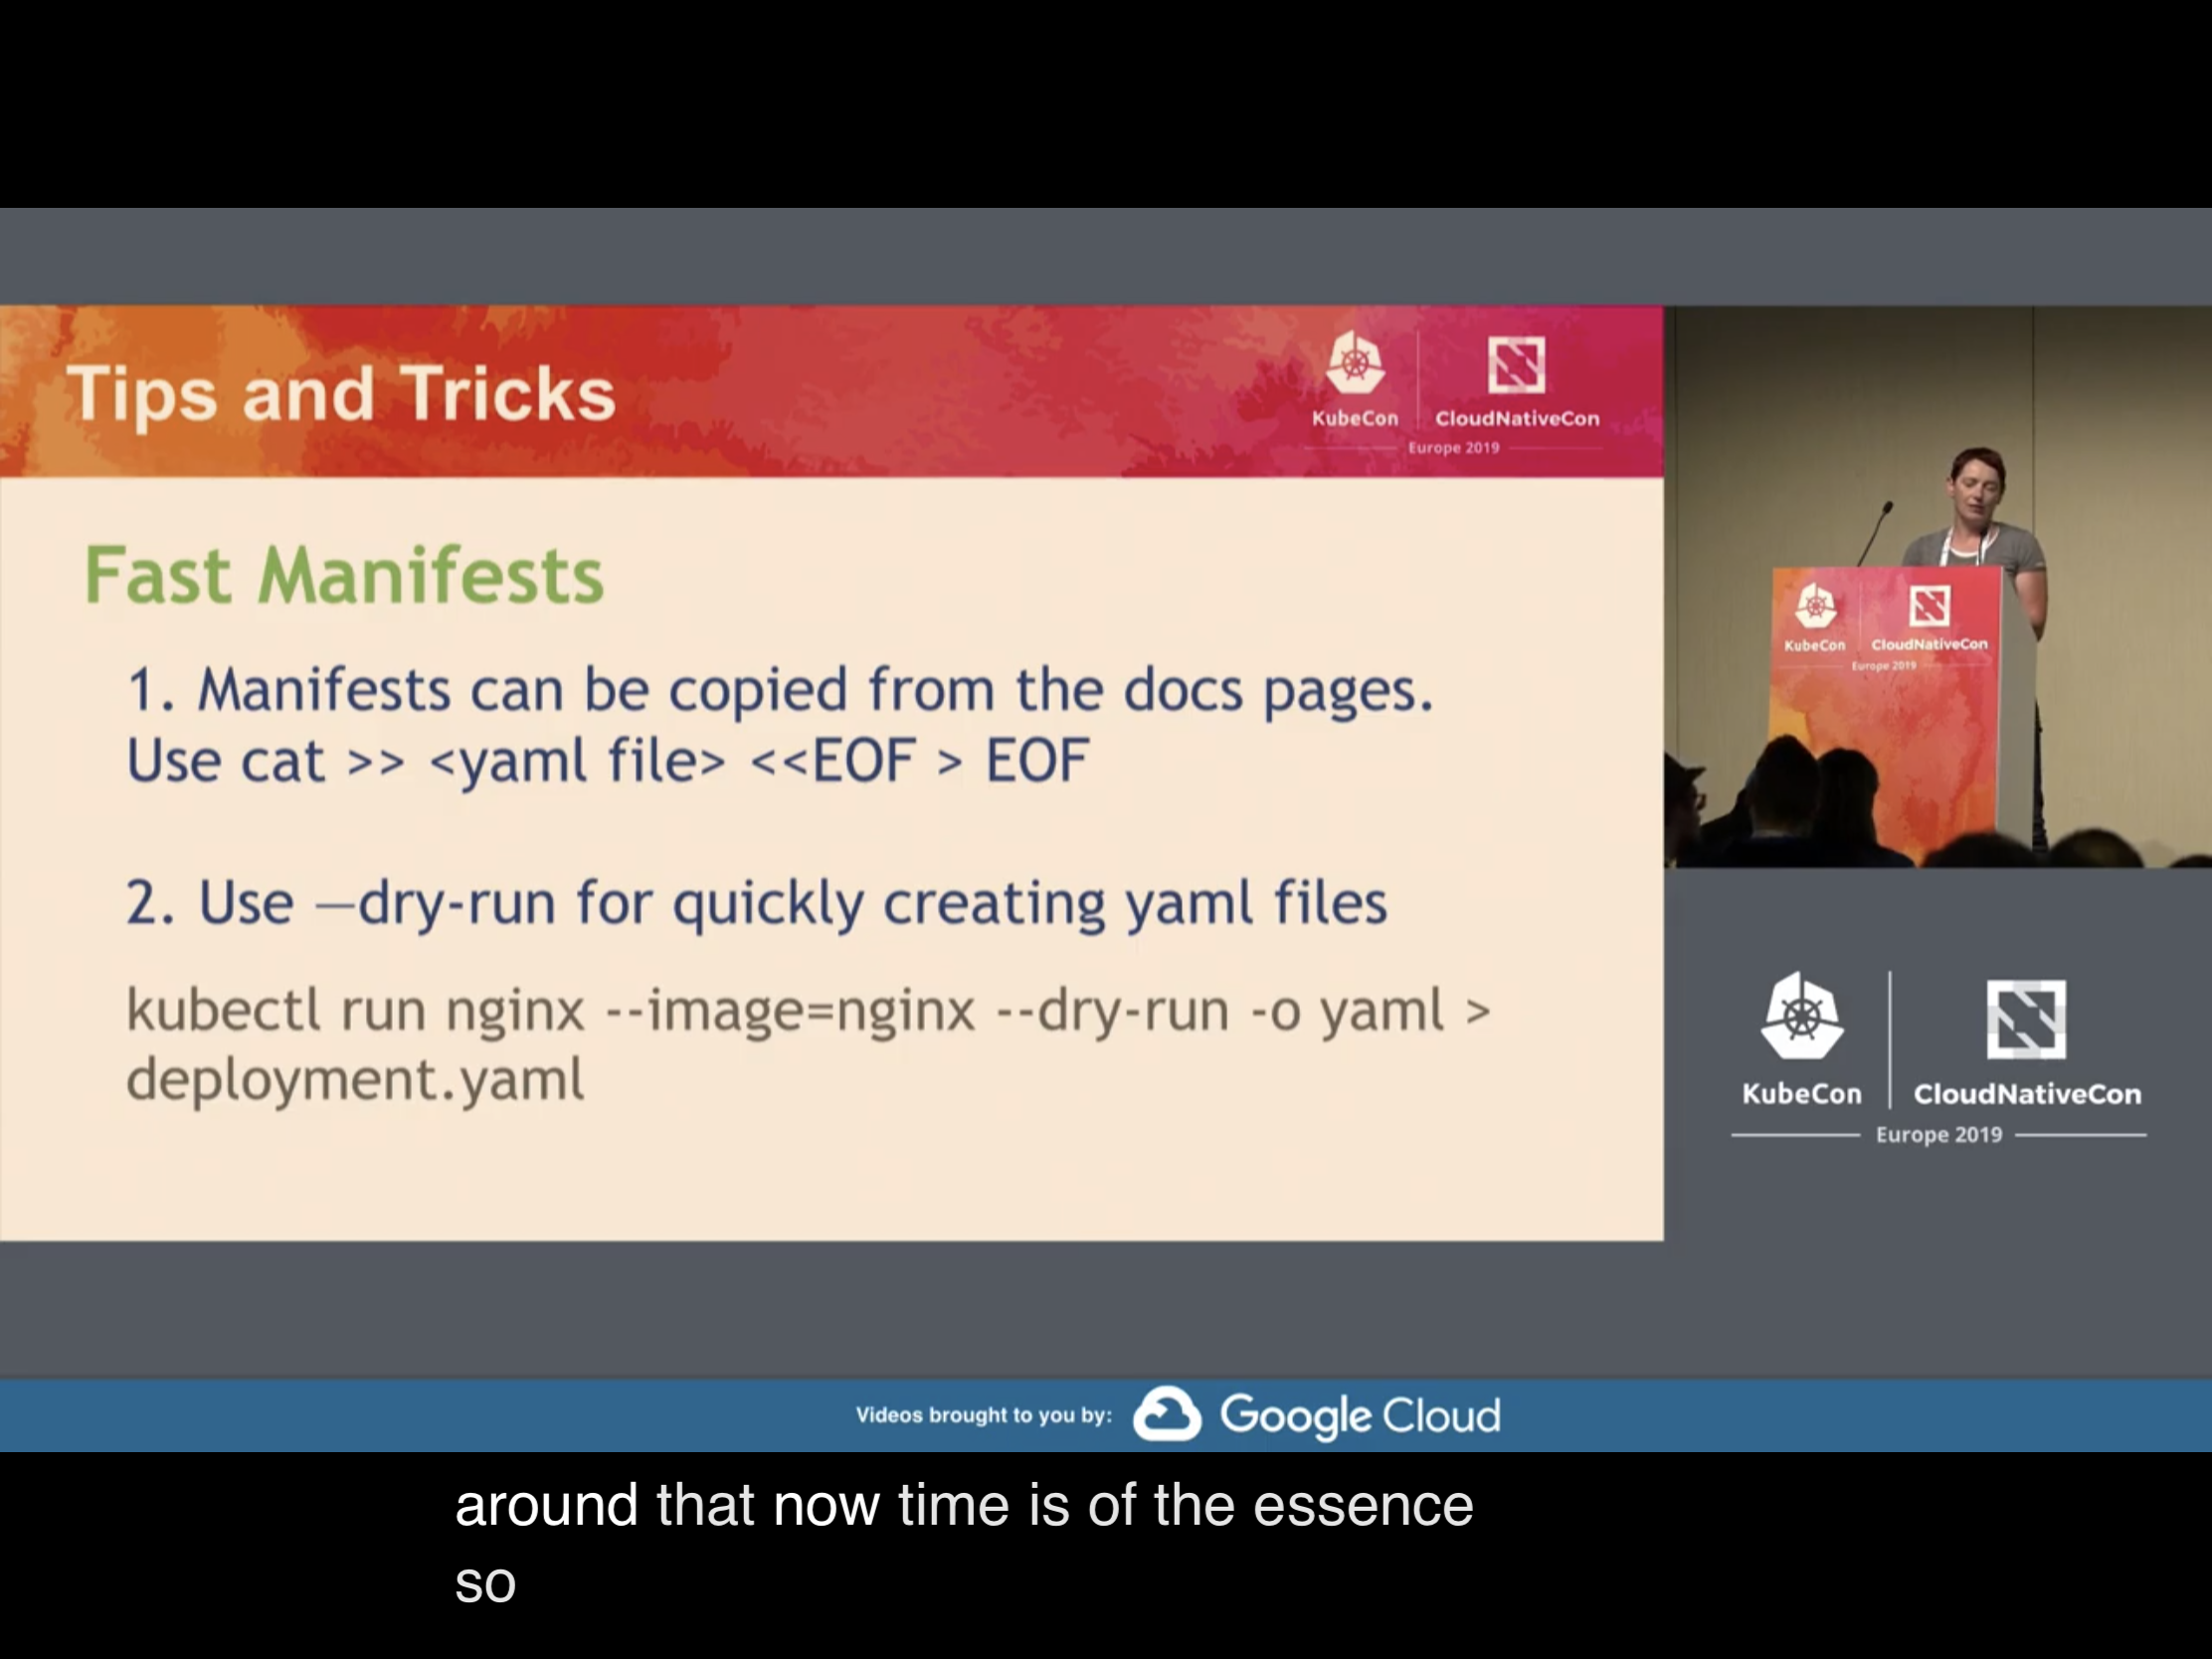 Tips and Tricks
KubeCon
CloudNativeCon
Europe 2019
Fast Manifests
1. Manifests can be copied from the docs pages.
Use cat >> <yaml file> <<EOF > EOF
2. Use —dry-run for quickly creating yaml files
kubectl run nginx --image=nginx --dry-run -o yaml >
deployment.yaml
KubeCon
CloudNativeCon
Europe 2019
KubeCon
CloudNativeCon
Europe 2019
Videos brought to you by:
Google Cloud
around that now time is of the essence
so